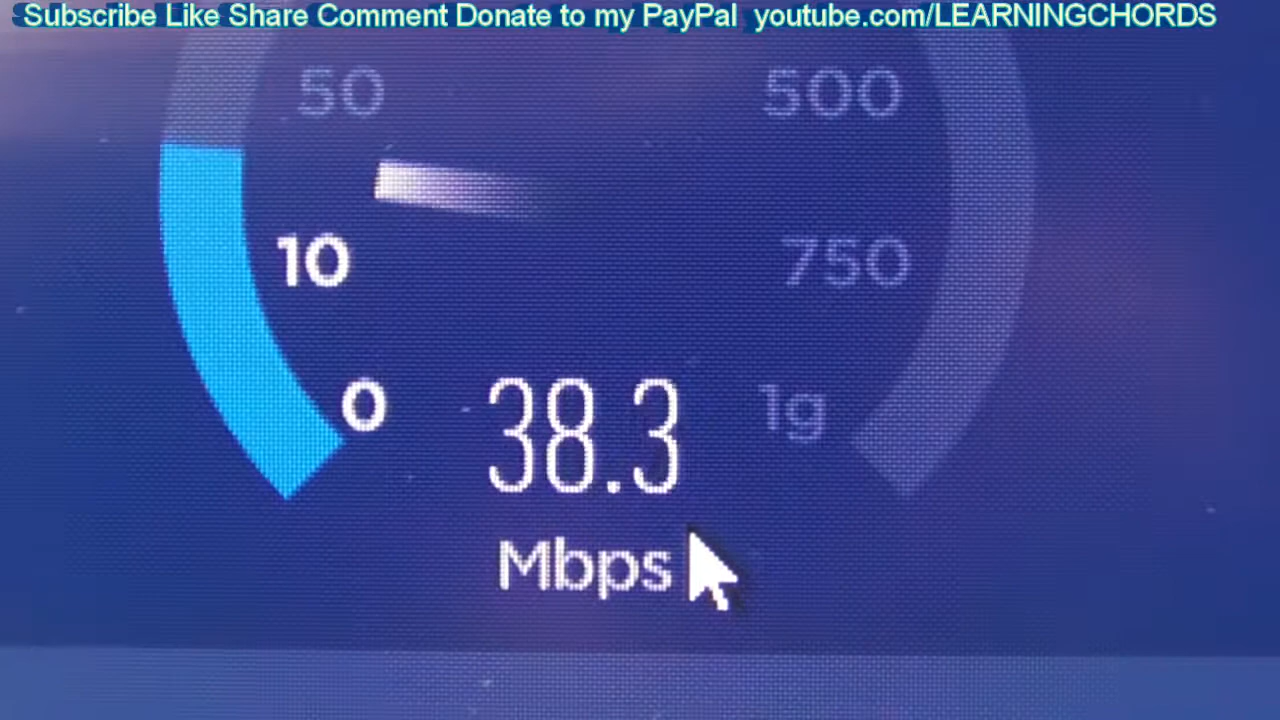 Subscribe Like Share Comment Donate to my PayPal youtube.com/LEARNINGCHORDS
50 500
10 750
0 38.3 1g
Mbps